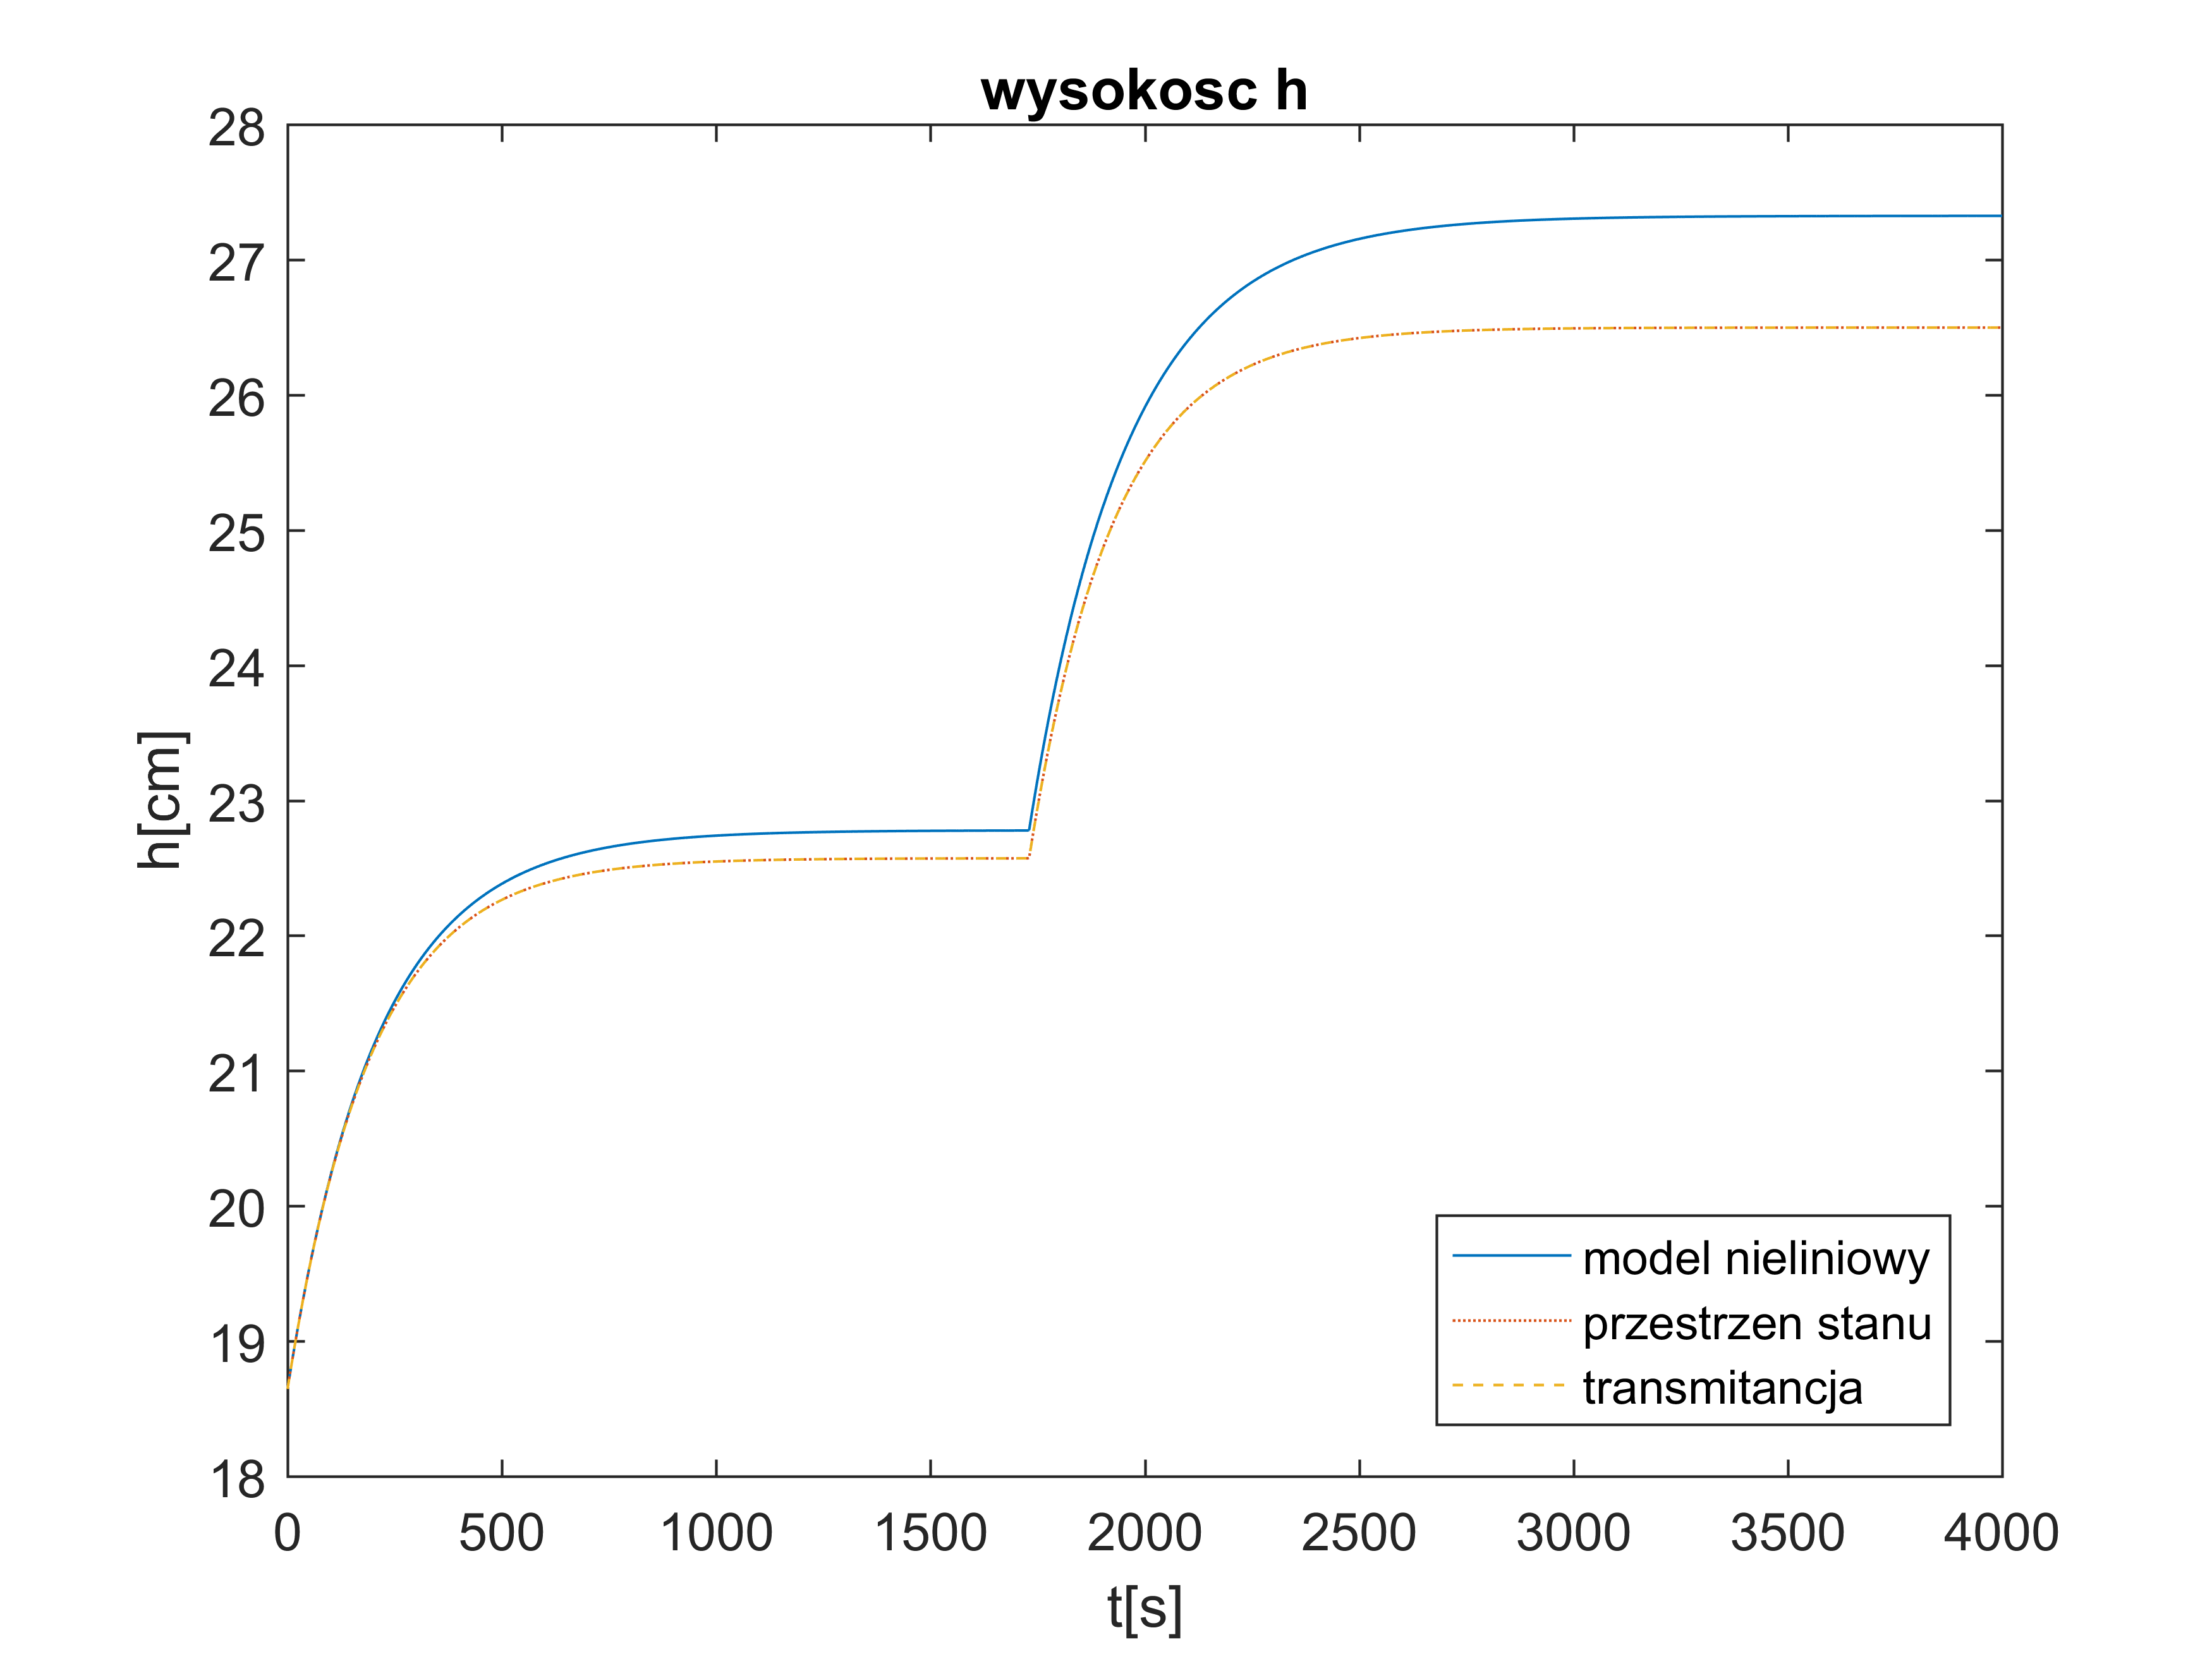 wysokosc h
28
27
26
25
24
23
22
21
20
19
18
h[cm]
0 500 1000 1500 2000 2500 3000 3500 4000
t[s]
model nieliniowy
przestrzen stanu
transmitancja